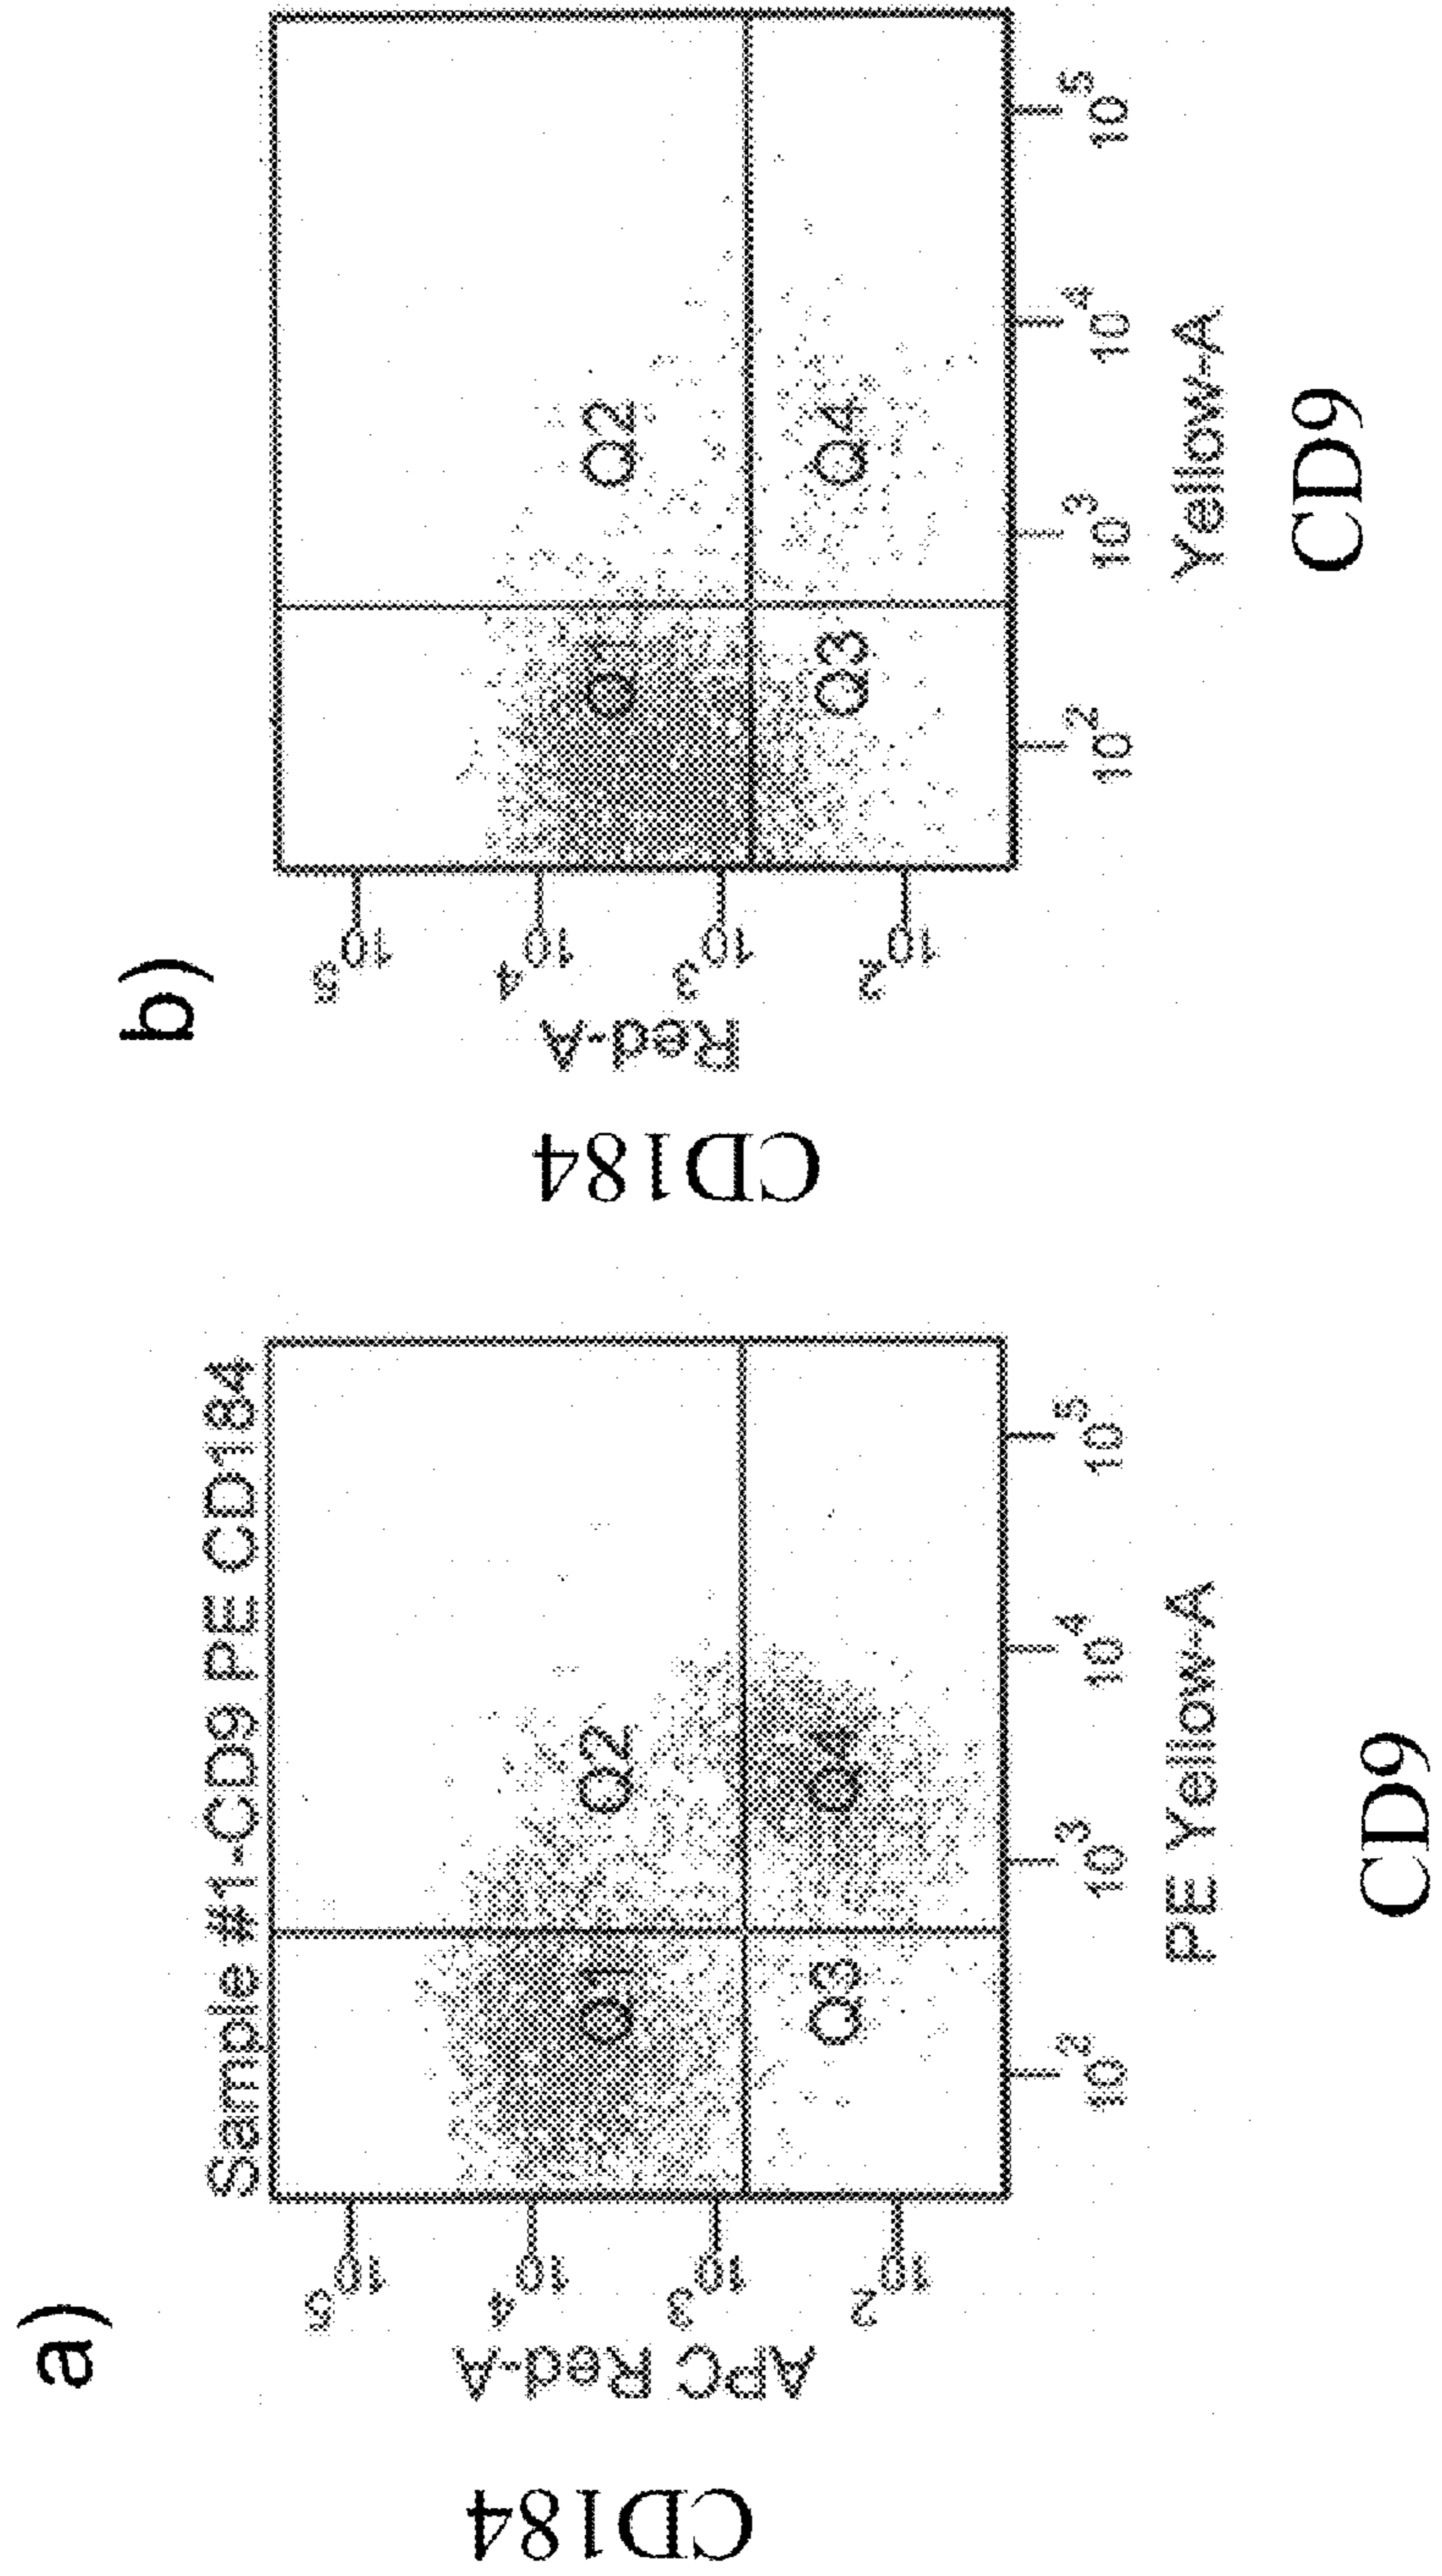 a)
Sample #1-CD9 PE CD184
CD184
APC Red-A
10^5
10^4
10^3
10^2
Q1
Q2
Q3
Q4
10^2
10^3
10^4
10^5
PE Yellow-A
CD9
b)
CD184
Red-A
10^5
10^4
10^3
10^2
Q1
Q2
Q3
Q4
10^2
10^3
10^4
10^5
Yellow-A
CD9